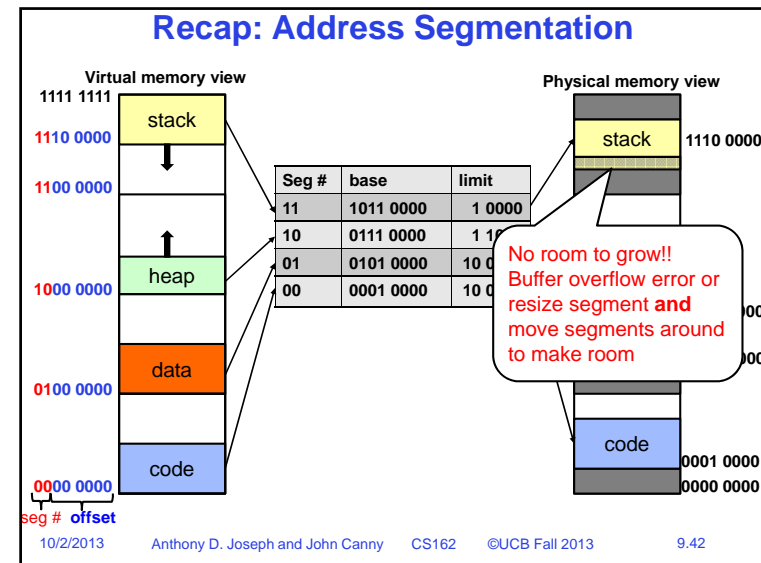 Recap: Address Segmentation
Virtual memory view
Physical memory view
1111 1111
stack
1110 0000
1100 0000
heap
1000 0000
data
0100 0000
code
0000 0000
seg # offset
Seg # base limit
11 1011 0000 1 0000
10 0111 0000
01 0101 0000
00 0001 0000
stack
1110 0000
No room to grow!!
Buffer overflow error or
resize segment and
move segments around
to make room
code
0001 0000
0000 0000
10/2/2013 Anthony D. Joseph and John Canny CS162 ©UCB Fall 2013 9.42